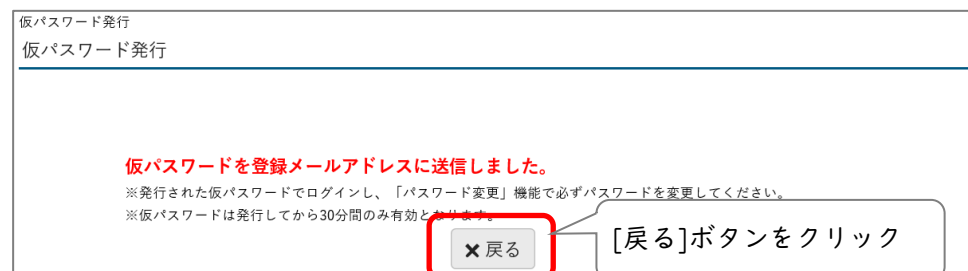 仮パスワード発行
仮パスワード発行
仮パスワードを登録メールアドレスに送信しました。
※発行された仮パスワードでログインし、「パスワード変更」機能で必ずパスワードを変更してください。
※仮パスワードは発行してから30分間のみ有効となります。
✖戻る
[戻る]ボタンをクリック